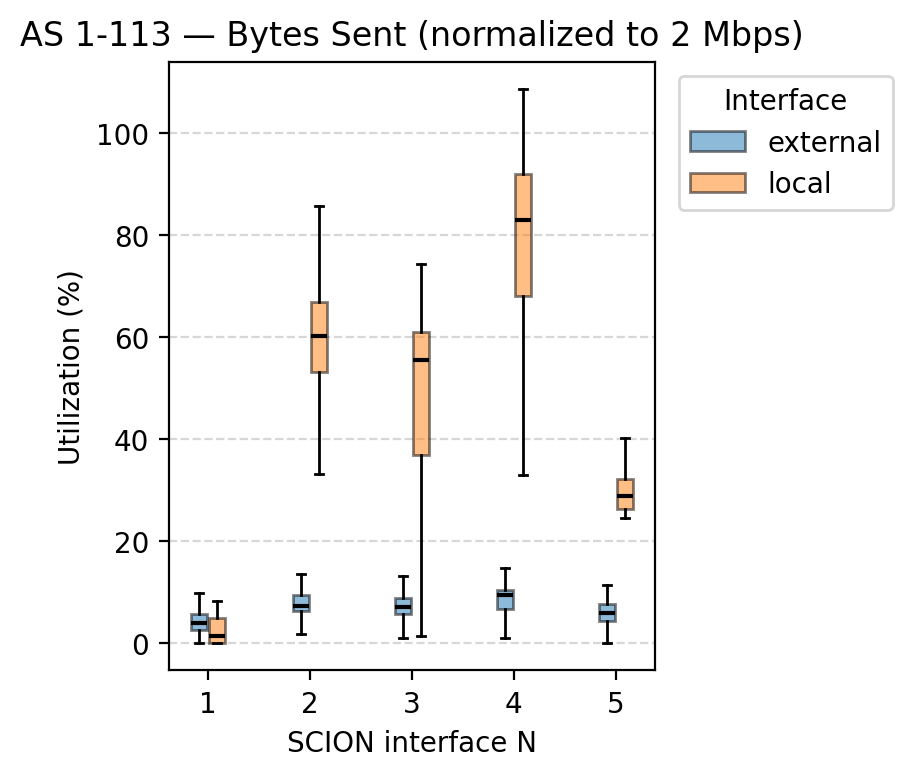 AS 1-113 — Bytes Sent (normalized to 2 Mbps)
Interface
external
local
Utilization (%)
100
80
60
40
20
0
1 2 3 4 5
SCION interface N